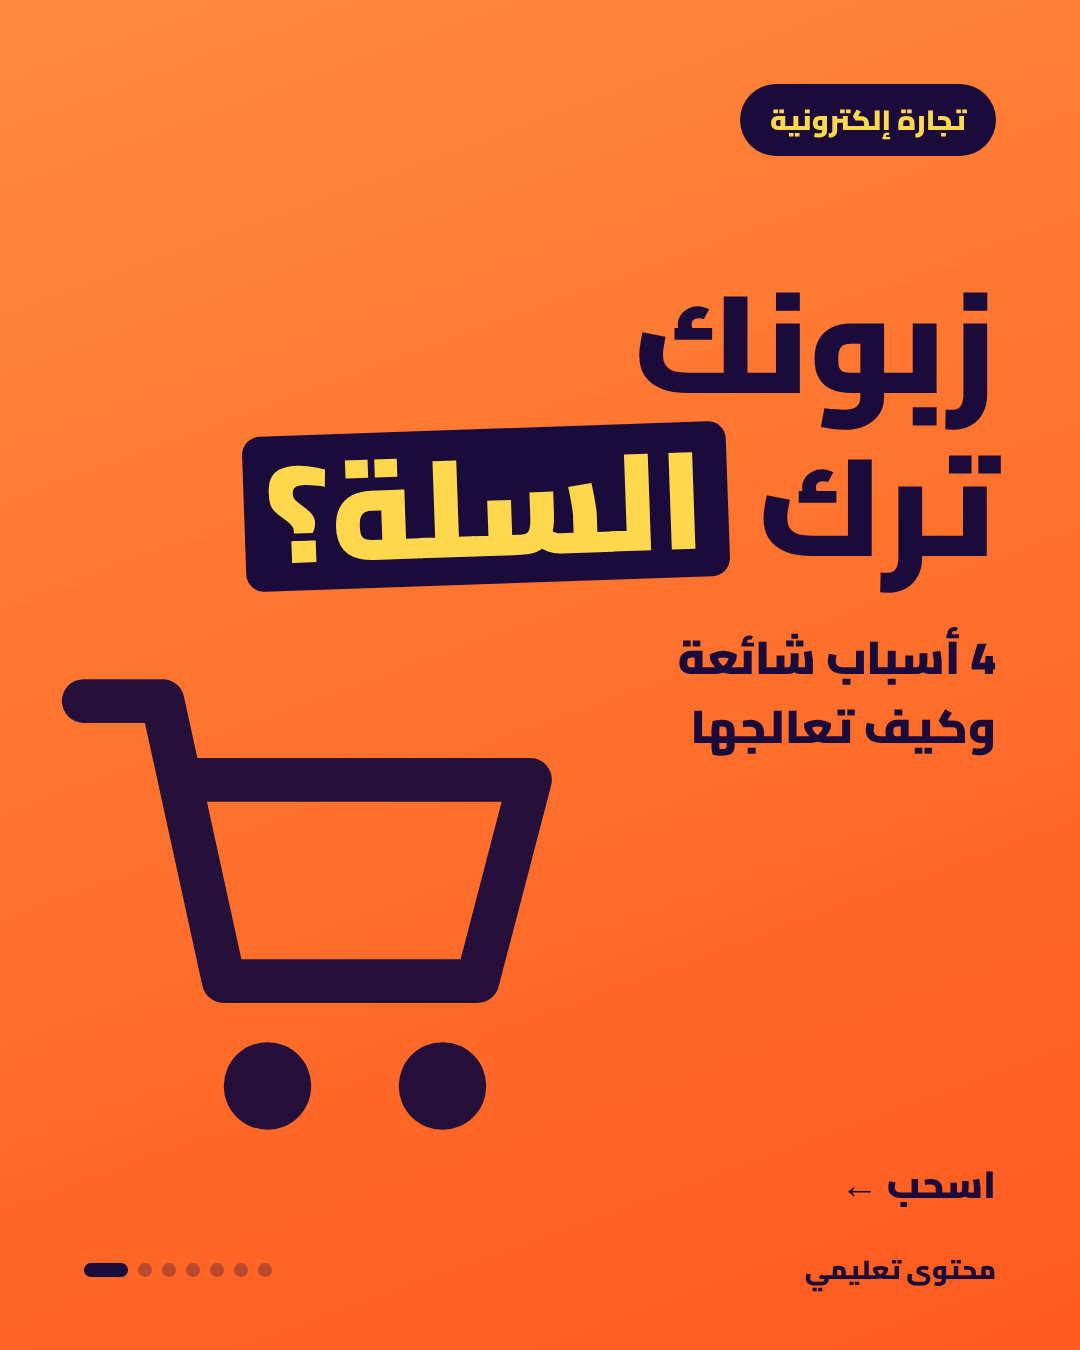 تجارة إلكترونية
زبونك
ترك السلة؟
4 أسباب شائعة
وكيف تعالجها
اسحب ←
محتوى تعليمي